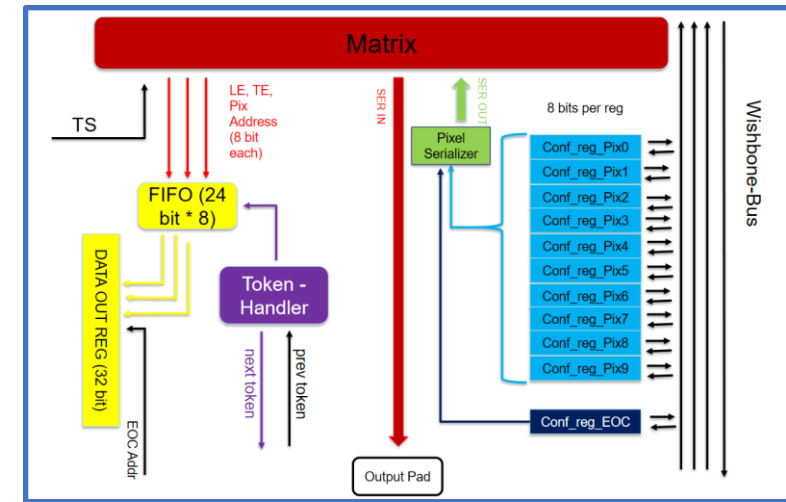 Matrix
TS
LE, TE,
Pix
Address
(8 bit
each)
SER IN
SER OUT
8 bits per reg
Wishbone-Bus
Pixel
Serializer
Conf_reg_Pix0
Conf_reg_Pix1
Conf_reg_Pix2
Conf_reg_Pix3
Conf_reg_Pix4
Conf_reg_Pix5
Conf_reg_Pix6
Conf_reg_Pix7
Conf_reg_Pix8
Conf_reg_Pix9
FIFO (24
bit * 8)
DATA OUT REG (32 bit)
Token -
Handler
next token
prev token
EOC Addr
Conf_reg_EOC
Output Pad